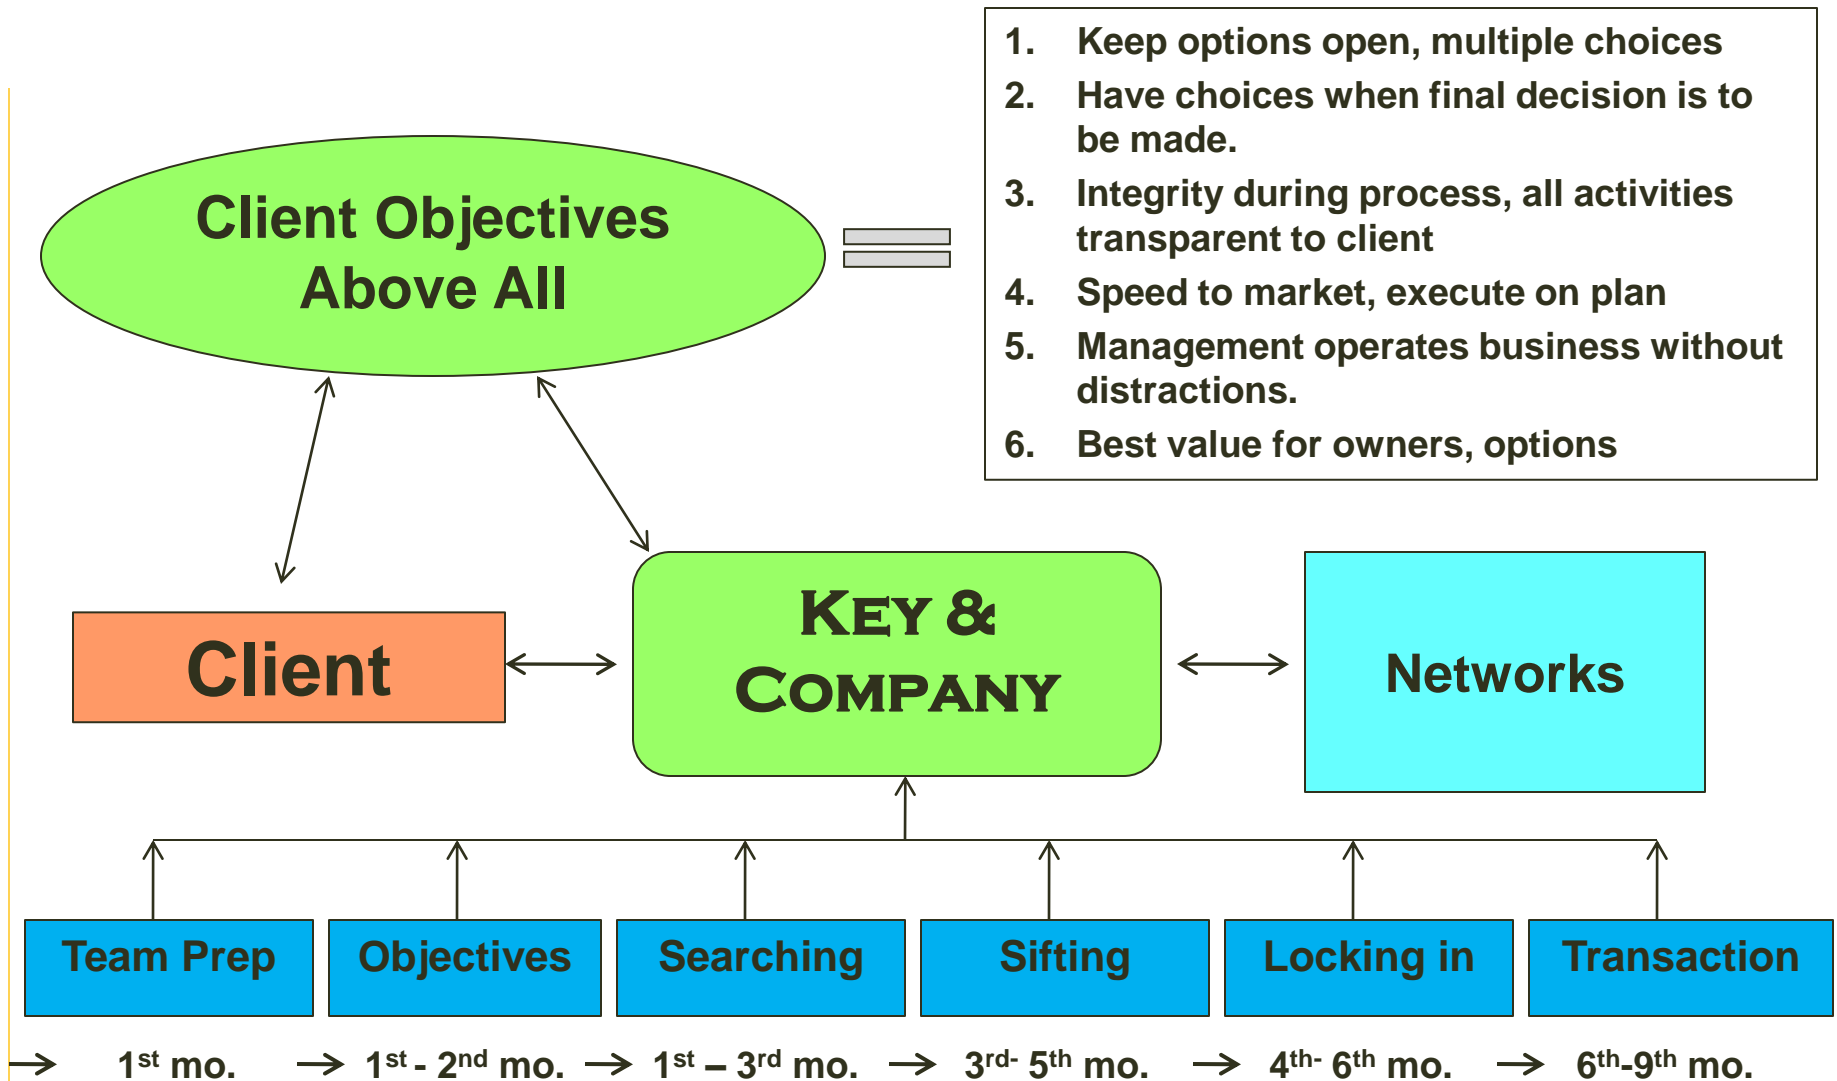 1. Keep options open, multiple choices
2. Have choices when final decision is to
be made.
3. Integrity during process, all activities
transparent to client
4. Speed to market, execute on plan
5. Management operates business without
distractions.
6. Best value for owners, options
Client Objectives
Above All
Client
KEY &
COMPANY
Networks
Team Prep
Objectives
Searching
Sifting
Locking in
Transaction
1st mo.
1st - 2nd mo.
1st – 3rd mo.
3rd- 5th mo.
4th- 6th mo.
6th-9th mo.